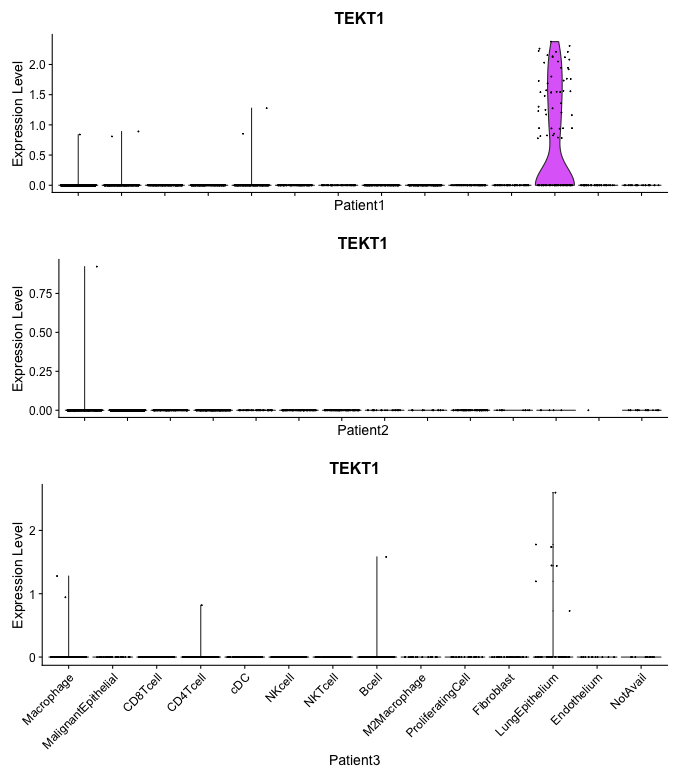 TEKT1
Expression Level
2.0
1.5
1.0
0.5
0.0
Patient1
TEKT1
Expression Level
0.75
0.50
0.25
0.00
Patient2
TEKT1
Expression Level
2
1
0
Macrophage
MalignantEpithelial
CD8Tcell
CD4Tcell
cDC
NKcell
NKTcell
Bcell
M2Macrophage
ProliferatingCell
Fibroblast
LungEpithelium
Endothelium
NotAvail
Patient3